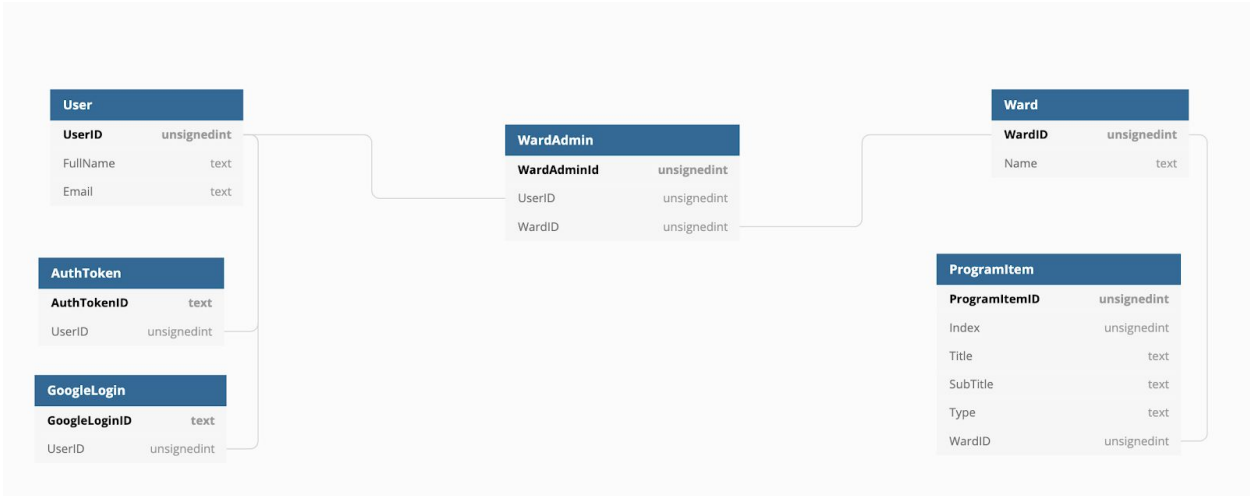 User
UserID unsignedint
FullName text
Email text
AuthToken
AuthTokenID text
UserID unsignedint
GoogleLogin
GoogleLoginID text
UserID unsignedint
WardAdmin
WardAdminId unsignedint
UserID unsignedint
WardID unsignedint
Ward
WardID unsignedint
Name text
ProgramItem
ProgramItemID unsignedint
Index unsignedint
Title text
SubTitle text
Type text
WardID unsignedint